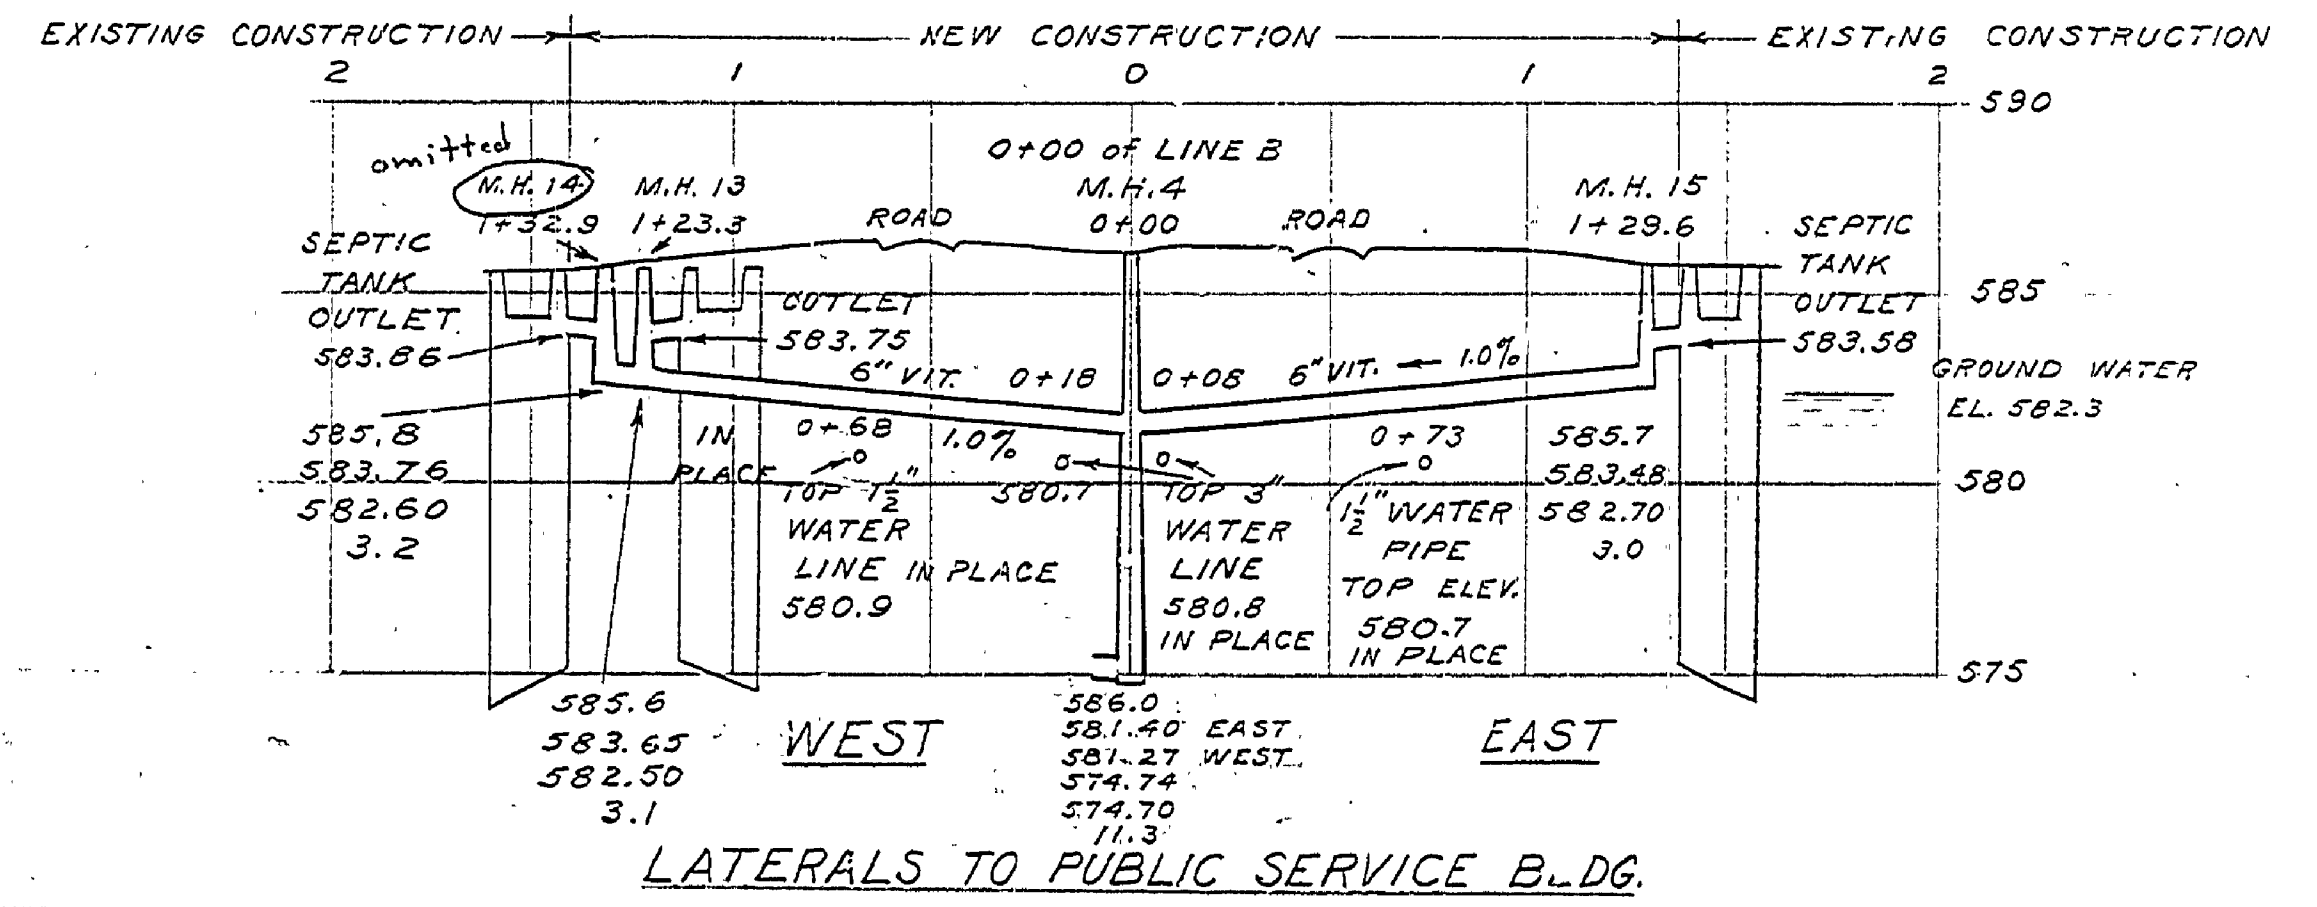 EXISTING CONSTRUCTION NEW CONSTRUCTION EXISTING CONSTRUCTION
2 1 0 1 2
590
omitted
0+00 of LINE B
M.H. 14 M.H. 13 M.H. 4 M.H. 15
1+32.9 1+23.3 ROAD 0+00 ROAD 1+29.6
SEPTIC
TANK
OUTLET
583.86
SEPTIC
TANK
OUTLET
583.58
585
OUTLET
583.75
6" VIT. 0+18 0+08 6" VIT. 1.0%
GROUND WATER
EL. 582.3
585.8
583.76
582.60
3.2
IN
PLACE
0+68 1.0%
TOP 1 1/2"
WATER
LINE IN PLACE
580.9
580.7
TOP 3"
WATER
LINE
580.8
IN PLACE
0+73
1 1/2" WATER
PIPE
TOP ELEV.
580.7
IN PLACE
585.7
583.48
582.70
3.0
580
575
585.6
583.65
582.50
3.1
WEST
586.0
581.40 EAST
581.27 WEST
574.74
574.70
11.3
EAST
LATERALS TO PUBLIC SERVICE BLDG.